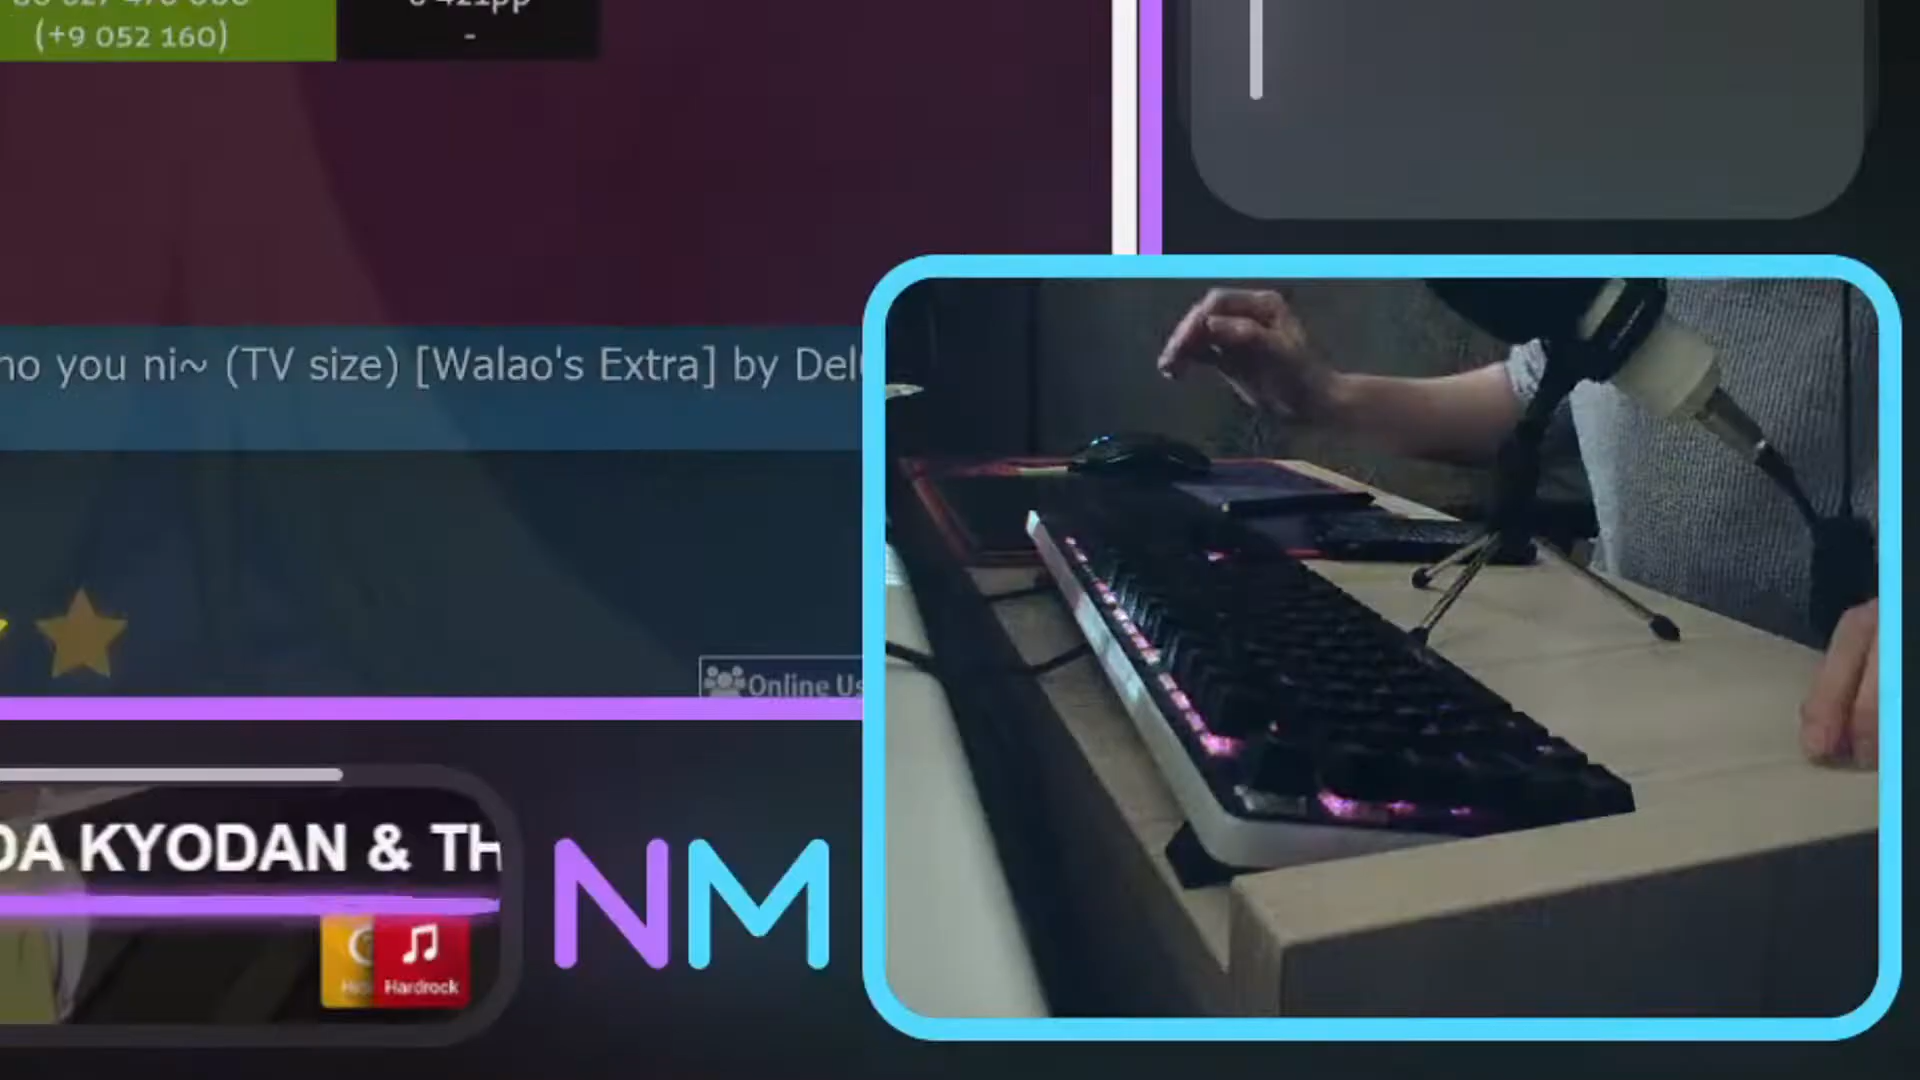 (+9 052 160)
-
no you ni~ (TV size) [Walao's Extra] by Del
Online Us
DA KYODAN & TH
NM
Hardrock